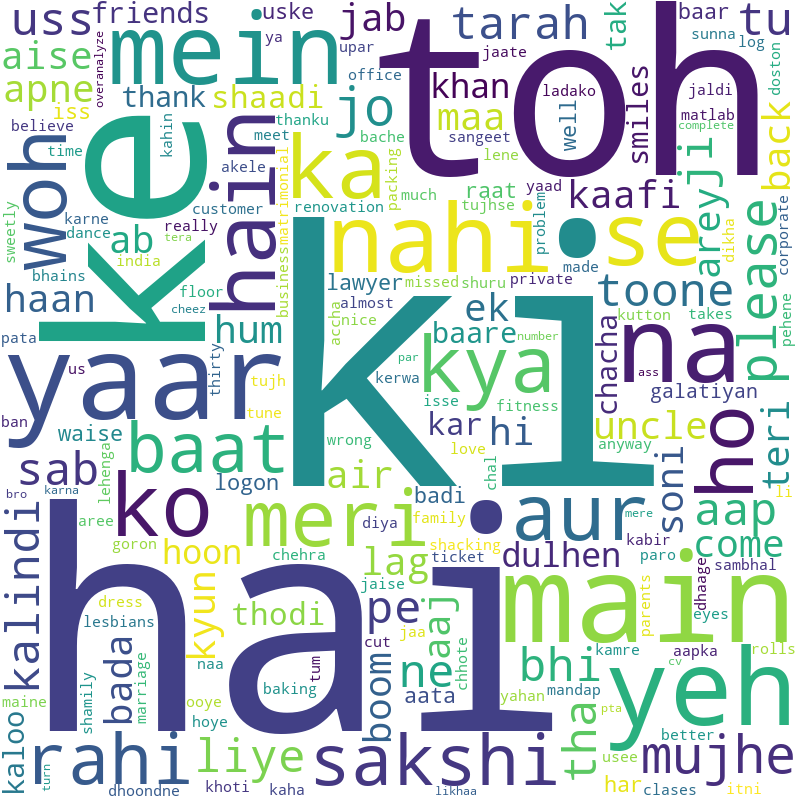 uss
friends
uske
ya
jab
tarah
tu
baar
sunna
log
aise
overanalyze
mein
upar
office
toh
jaate
tak
apne
iss
thank
shaadi
thanku
jo
khan
ladako
smiles
jaldi
doston
matlab
complete
believe
time
woh
ke
kahin
hain
akele
meet
bache
maa
sangeet
lene
well
back
sweetly
karne
dance
really
customer
matrimonial
business
ka
packing
raat
yaad
tujhse
kaafi
areyji
dikha
please
corporate
pehene
ab
india
tera
bhains
renovation
nahi
se
problem
haan
floor
cheez
lawyer
missed
shuru
private
made
toone
pata
us
hum
almost
accha
nice
ek
baare
number
kutton
takes
yaar
thirty
ki
kya
par
kerwa
ass
chacha
na
ban
tujh
tune
isse
fitness
galatiyan
waise
baat
wrong
kar
hi
uncle
anyway
ho
teri
lehenga
love
chal
sab
logon
air
badi
soni
li
bro
karna
ko
diya
family
aur
mere
aree
meri
kabir
aap
kalindi
goron
hoon
chehra
shacking
ticket
dulhen
paro
come
sambhal
hai
lag
main
dhaage
dress
kyun
thodi
jaise
pe
aaj
parents
eyes
lesbians
cut
jaa
ne
chhote
bhi
kamre
cv
aapka
rolls
maine
shamily
bada
marriage
naa
ooye
baking
tum
boom
aata
yahan
mandap
yeh
kaloo
hoye
tha
pta
better
turn
rahi
liye
sakshi
usee
mujhe
dhoondne
khoti
kaha
likhaa
har
clases
itni
much